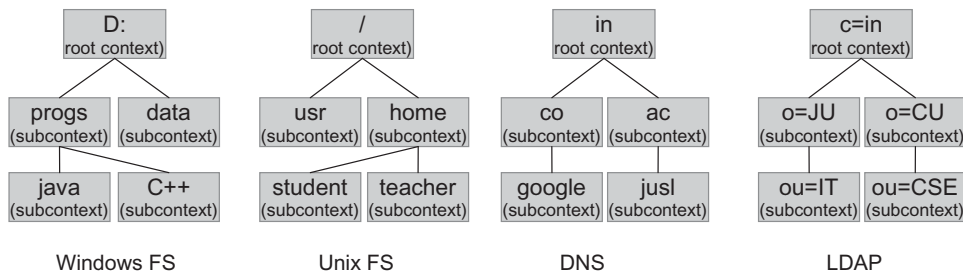 D:
root context)
/
root context)
in
root context)
c=in
root context)
progs
(subcontext)
data
(subcontext)
usr
(subcontext)
home
(subcontext)
co
(subcontext)
ac
(subcontext)
o=JU
(subcontext)
o=CU
(subcontext)
java
(subcontext)
C++
(subcontext)
student
(subcontext)
teacher
(subcontext)
google
(subcontext)
jusl
(subcontext)
ou=IT
(subcontext)
ou=CSE
(subcontext)
Windows FS
Unix FS
DNS
LDAP